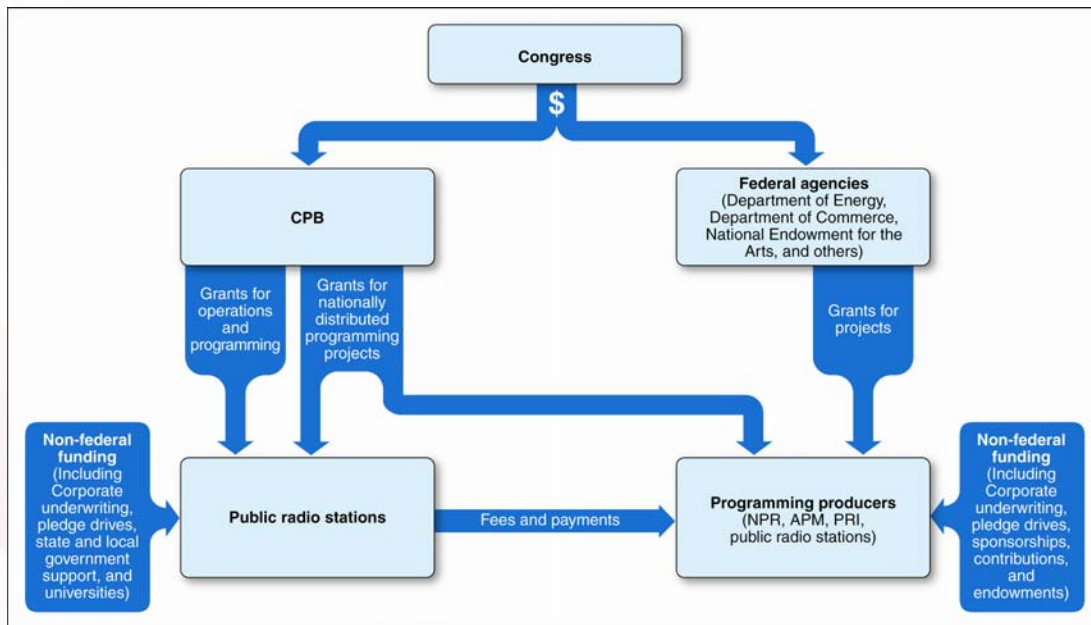 Congress
$
CPB
Federal agencies
(Department of Energy,
Department of Commerce,
National Endowment for the
Arts, and others)
Grants for
operations
and
programming
Grants for
nationally
distributed
programming
projects
Grants for
projects
Non-federal
funding
(Including
Corporate
underwriting,
pledge drives,
state and local
government
support, and
universities)
Public radio stations
Fees and payments
Programming producers
(NPR, APM, PRI,
public radio stations)
Non-federal
funding
(Including
Corporate
underwriting,
pledge drives,
sponsorships,
contributions,
and
endowments)